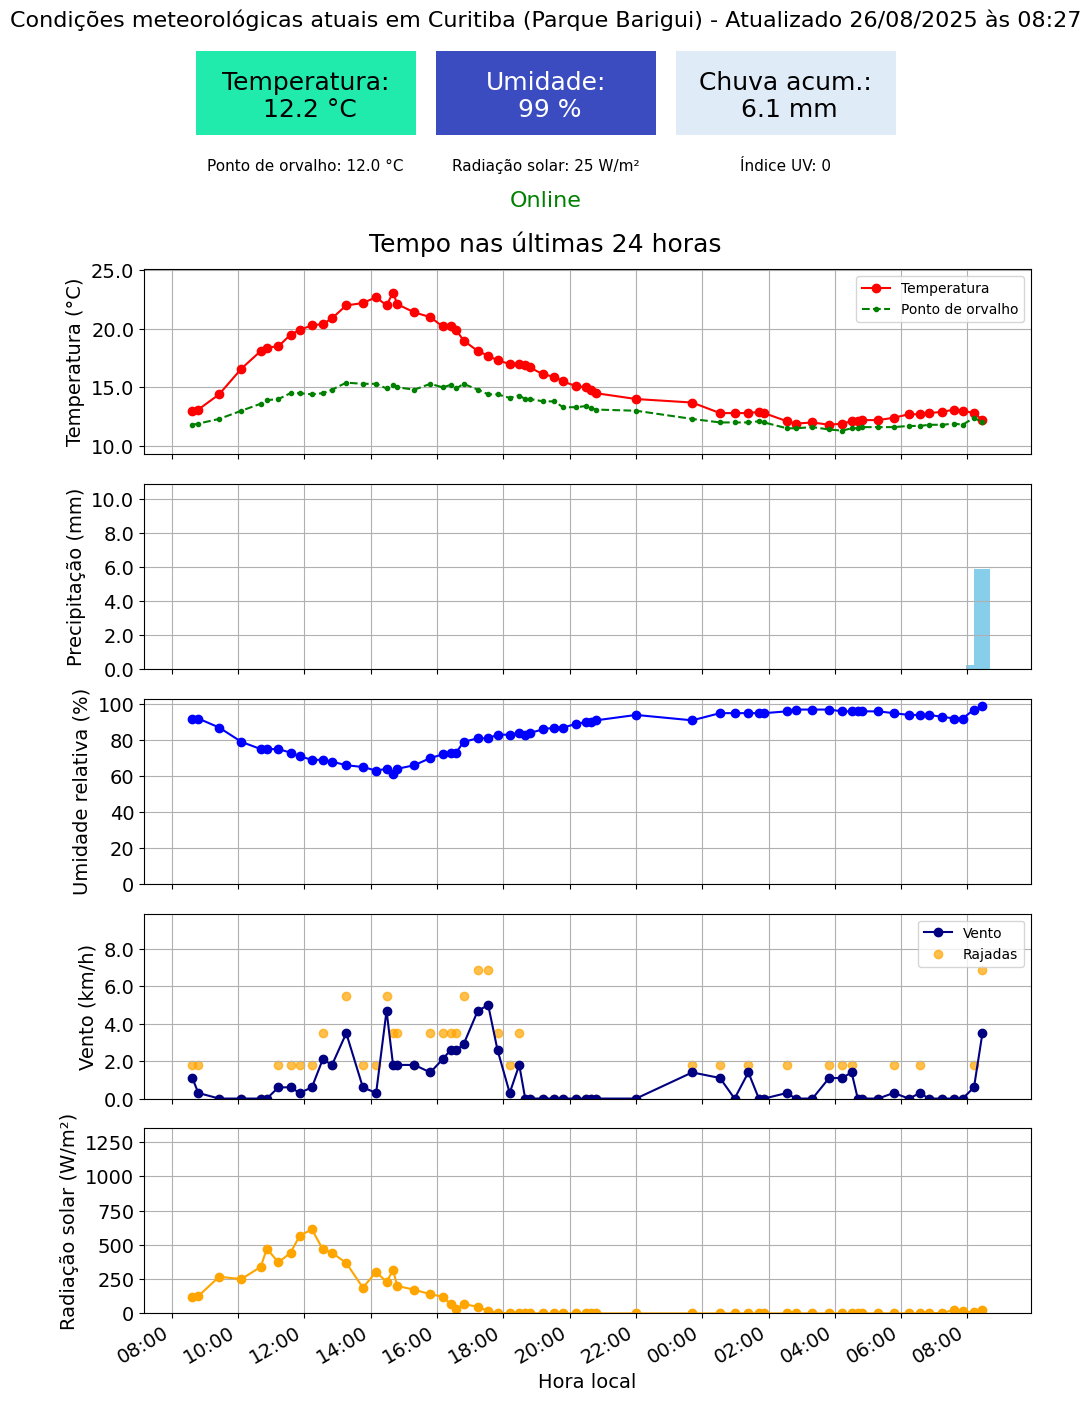 Condições meteorológicas atuais em Curitiba (Parque Barigui) - Atualizado 26/08/2025 às 08:27
Temperatura:
12.2 °C
Umidade:
99 %
Chuva acum.:
6.1 mm
Ponto de orvalho: 12.0 °C
Radiação solar: 25 W/m²
Índice UV: 0
Online
Tempo nas últimas 24 horas
Temperatura (°C)
25.0
20.0
15.0
10.0
Temperatura
Ponto de orvalho
Precipitação (mm)
10.0
8.0
6.0
4.0
2.0
0.0
Umidade relativa (%)
100
80
60
40
20
0
Vento (km/h)
8.0
6.0
4.0
2.0
0.0
Vento
Rajadas
Radiação solar (W/m²)
1250
1000
750
500
250
0
08:00
10:00
12:00
14:00
16:00
18:00
20:00
22:00
00:00
02:00
04:00
06:00
08:00
Hora local